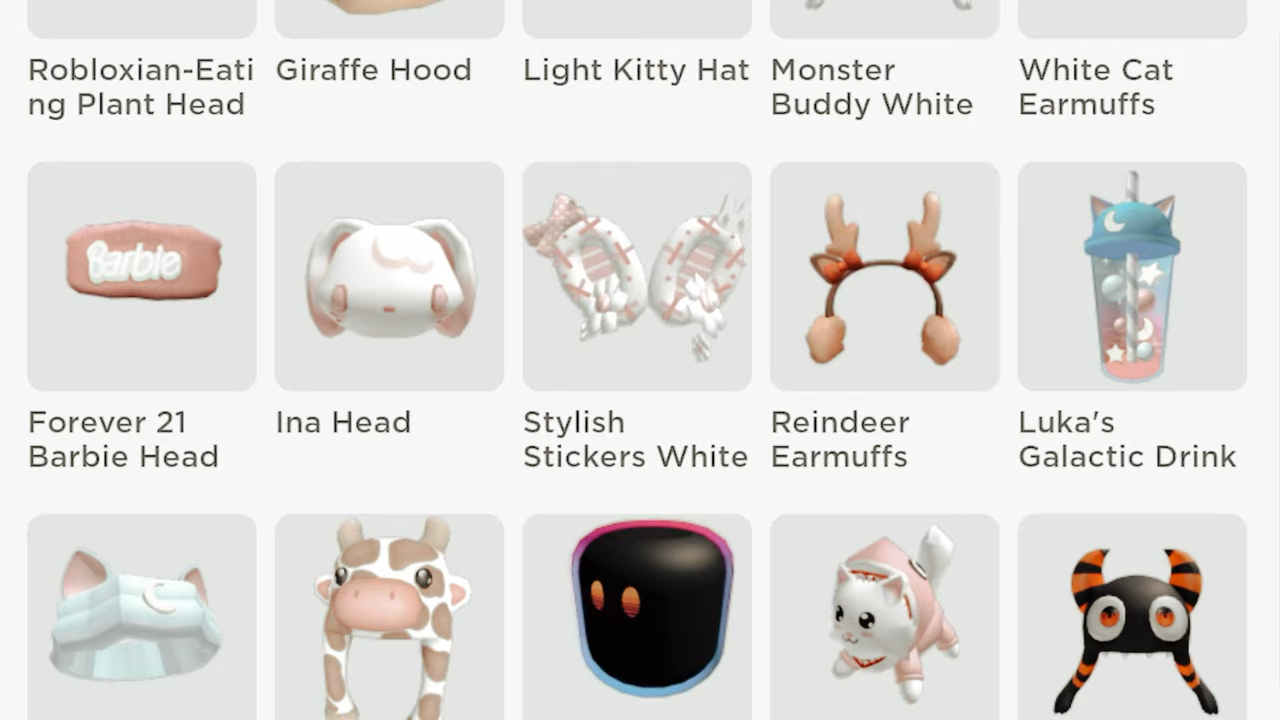 Robloxian-Eati Giraffe Hood Light Kitty Hat Monster White Cat
ng Plant Head Buddy White Earmuffs
Barbie
Forever 21 Ina Head Stylish Reindeer Luka's
Barbie Head Stickers White Earmuffs Galactic Drink